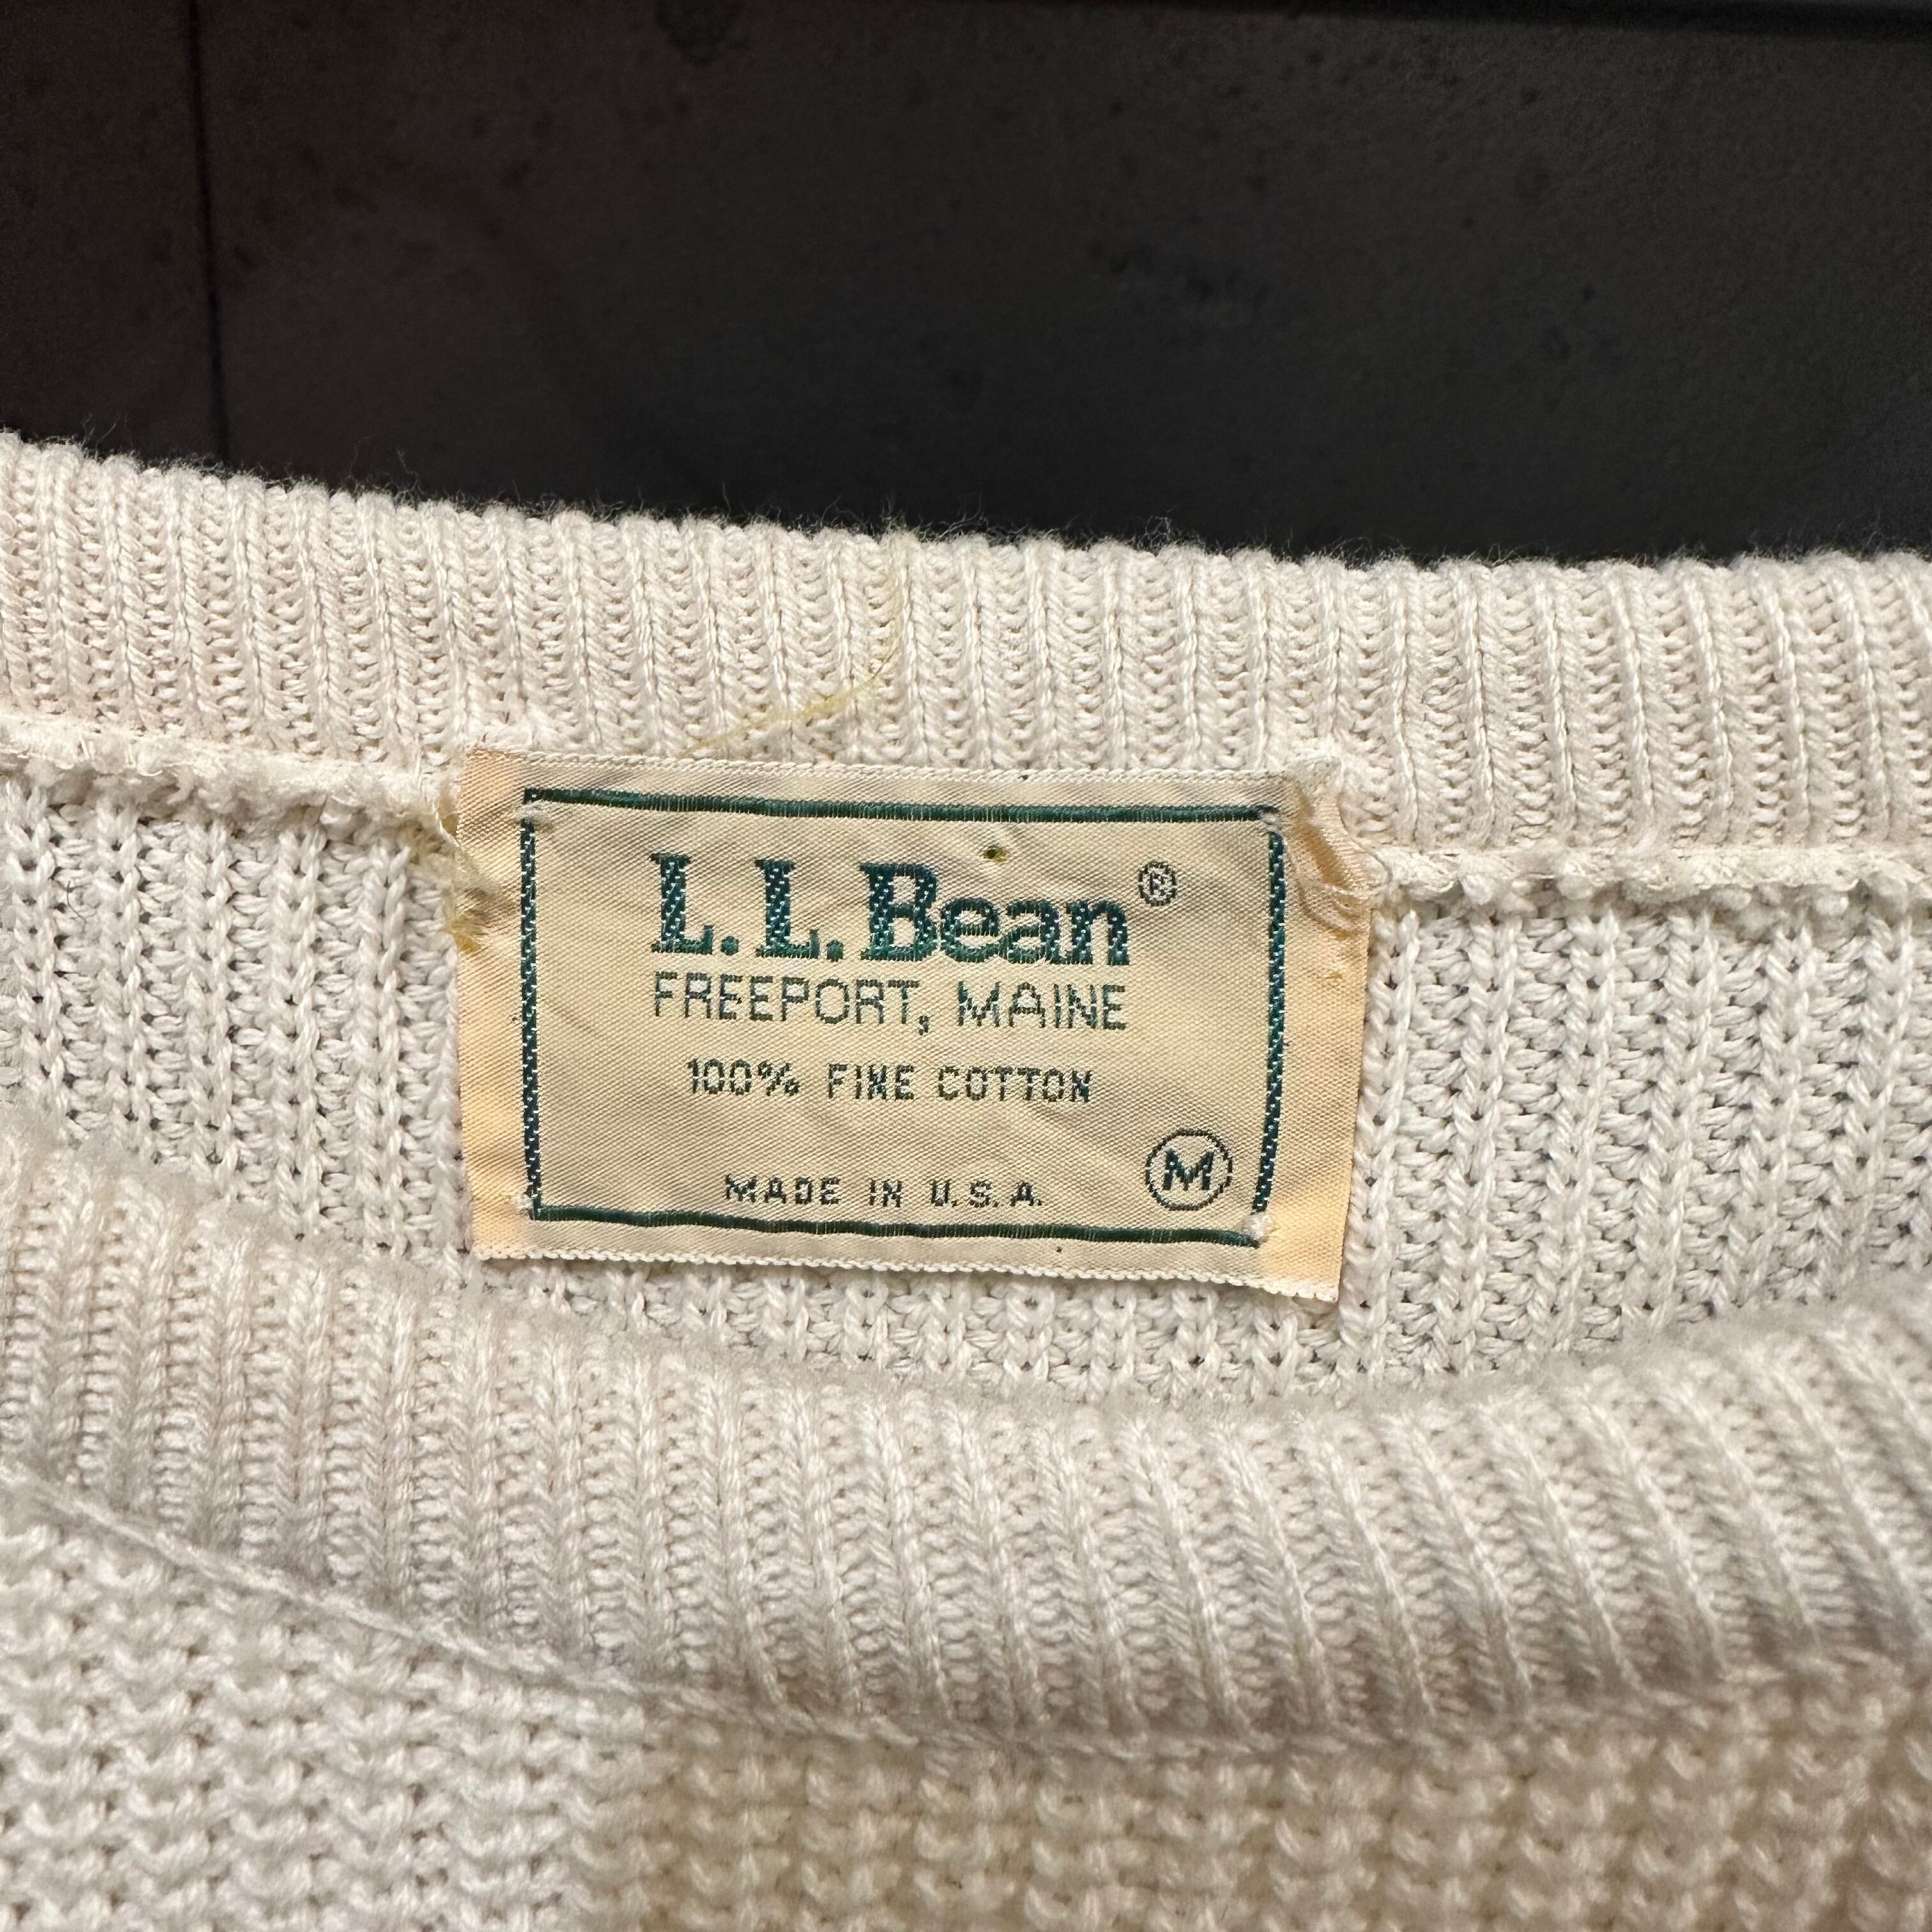 L.L.Bean®
FREEPORT, MAINE
100% FINE COTTON
M
MADE IN U.S.A.